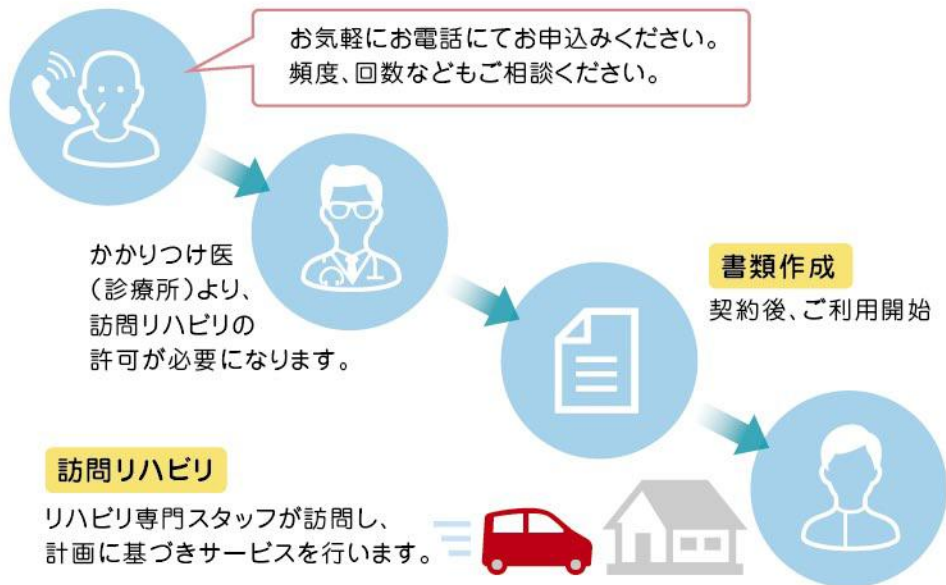 お気軽にお電話にてお申込みください。
頻度、回数などもご相談ください。
かかりつけ医
（診療所）より、
訪問リハビリの
許可が必要になります。
書類作成
契約後、ご利用開始
訪問リハビリ
リハビリ専門スタッフが訪問し、
計画に基づきサービスを行います。